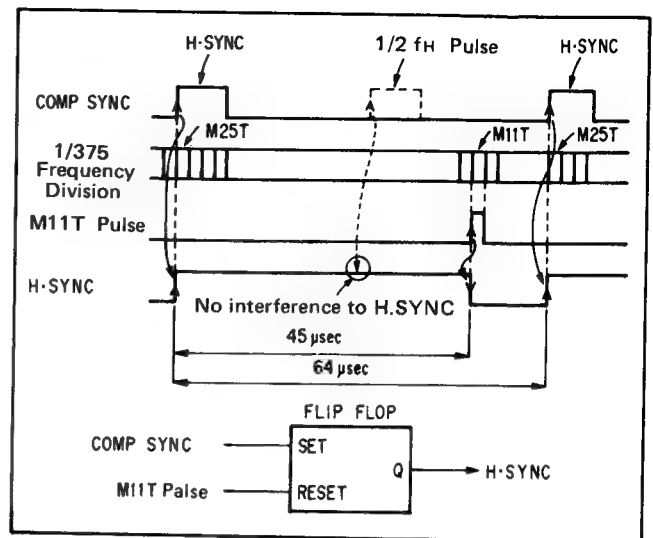 H·SYNC
1/2 fH Pulse
H·SYNC
COMP SYNC
M25T
M11T
M25T
1/375
Frequency
Division
M11T Pulse
H·SYNC
No interference to H.SYNC
45 μsec
64 μsec
FLIP FLOP
COMP SYNC
SET
Q
H·SYNC
M11T Palse
RESET